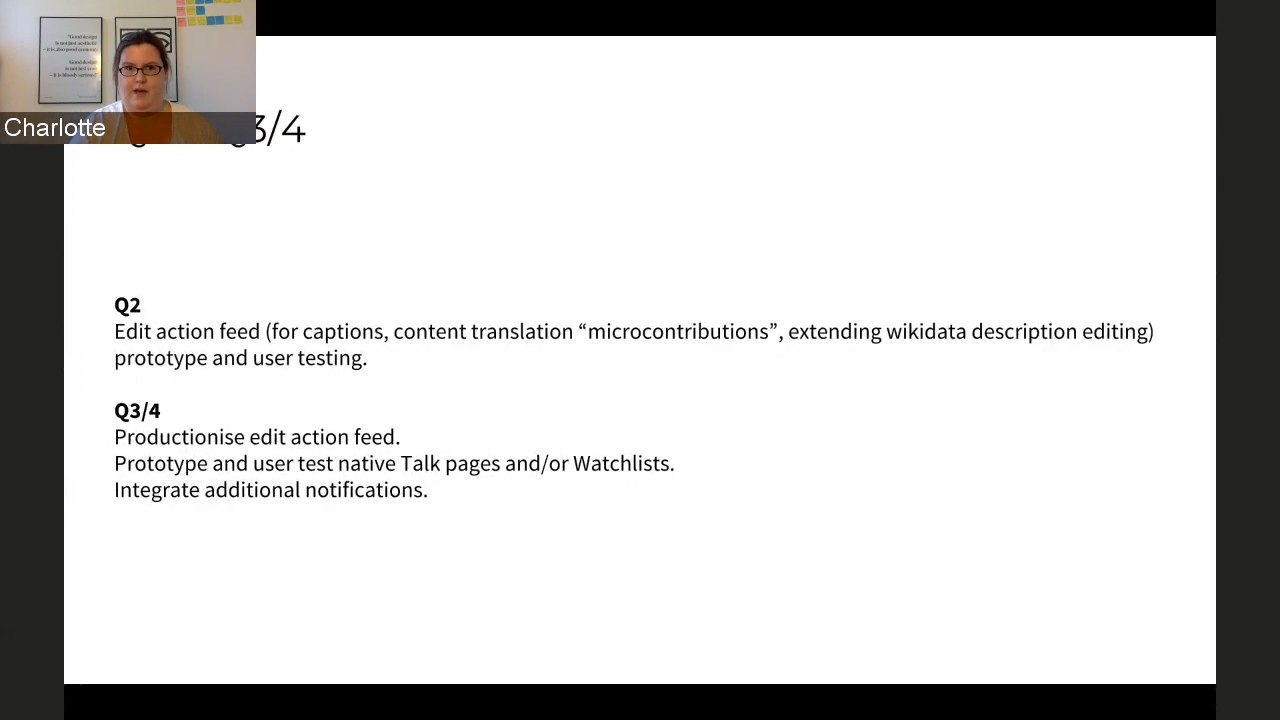 Charlotte
3/4
Q2
Edit action feed (for captions, content translation “microcontributions”, extending wikidata description editing)
prototype and user testing.
Q3/4
Productionise edit action feed.
Prototype and user test native Talk pages and/or Watchlists.
Integrate additional notifications.